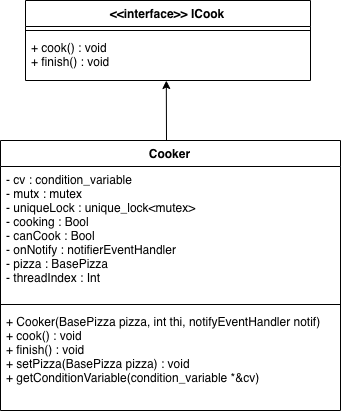 <<interface>> ICook
+ cook() : void
+ finish() : void
Cooker
- cv : condition_variable
- mutx : mutex
- uniqueLock : unique_lock<mutex>
- cooking : Bool
- canCook : Bool
- onNotify : notifierEventHandler
- pizza : BasePizza
- threadIndex : Int
+ Cooker(BasePizza pizza, int thi, notifyEventHandler notif)
+ cook() : void
+ finish() : void
+ setPizza(BasePizza pizza) : void
+ getConditionVariable(condition_variable *&cv)